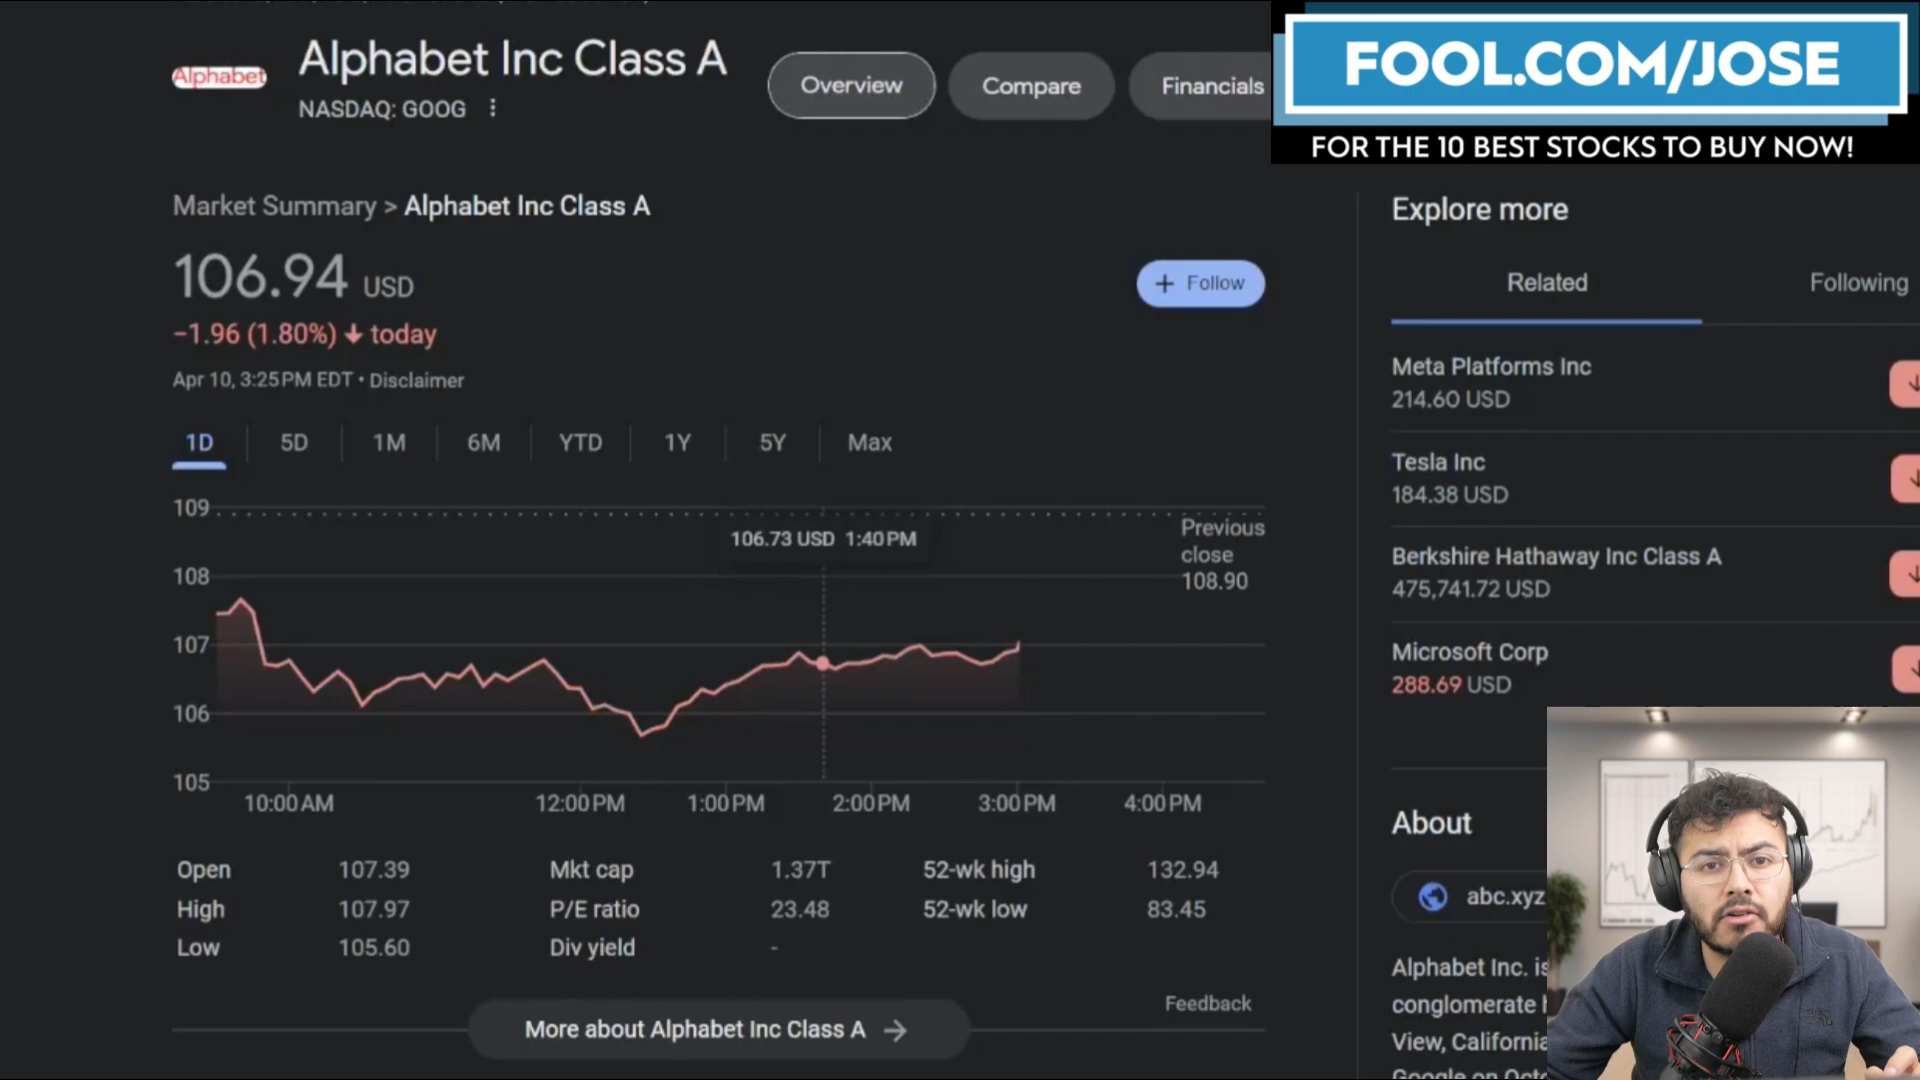 Alphabet
Alphabet Inc Class A
NASDAQ: GOOG
Overview
Compare
Financials
FOOL.COM/JOSE
FOR THE 10 BEST STOCKS TO BUY NOW!
Market Summary > Alphabet Inc Class A
106.94 USD
−1.96 (1.80%) ↓ today
Apr 10, 3:25 PM EDT • Disclaimer
+ Follow
1D 5D 1M 6M YTD 1Y 5Y Max
109
108
107
106
105
106.73 USD 1:40 PM
Previous
close
108.90
10:00 AM 12:00 PM 1:00 PM 2:00 PM 3:00 PM 4:00 PM
Open 107.39 Mkt cap 1.37T 52-wk high 132.94
High 107.97 P/E ratio 23.48 52-wk low 83.45
Low 105.60 Div yield -
Feedback
More about Alphabet Inc Class A →
Explore more
Related
Following
Meta Platforms Inc
214.60 USD
Tesla Inc
184.38 USD
Berkshire Hathaway Inc Class A
475,741.72 USD
Microsoft Corp
288.69 USD
About
abc.xyz
Alphabet Inc. is
conglomerate
View, California
Google on